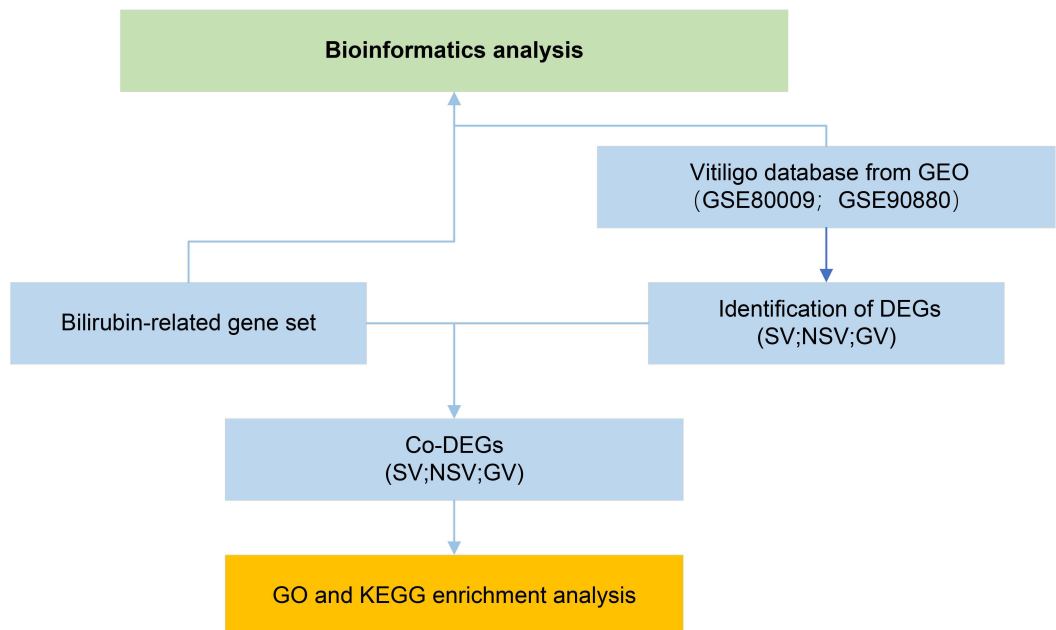 Bioinformatics analysis
Vitiligo database from GEO
（GSE80009；GSE90880）
Bilirubin-related gene set
Identification of DEGs
(SV;NSV;GV)
Co-DEGs
(SV;NSV;GV)
GO and KEGG enrichment analysis